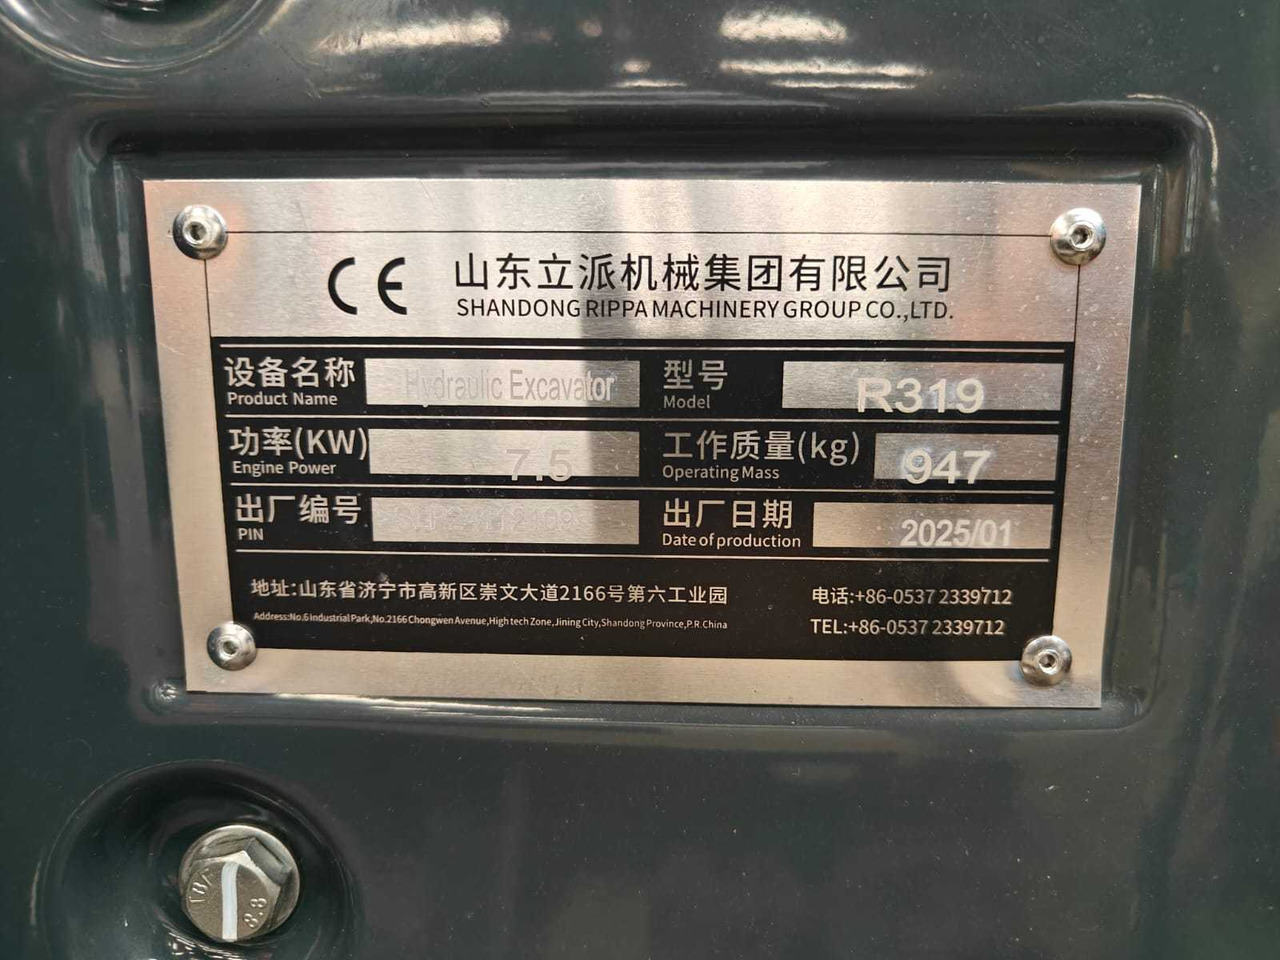 CE 山东立派机械集团有限公司
SHANDONG RIPPA MACHINERY GROUP CO.,LTD.
设备名称 Product Name Hydraulic Excavator
型号 Model R319
功率(KW) Engine Power 7.5
工作质量(kg) Operating Mass 947
出厂编号 PIN
出厂日期 Date of production 2025/01
地址:山东省济宁市高新区崇文大道2166号第六工业园
电话:+86-0537 2339712
Address:No.6 industrial Park,No.2166 Chongwen Avenue,High tech Zone,Jining City,Shandong Province,P.R.China
TEL:+86-0537 2339712
8.8